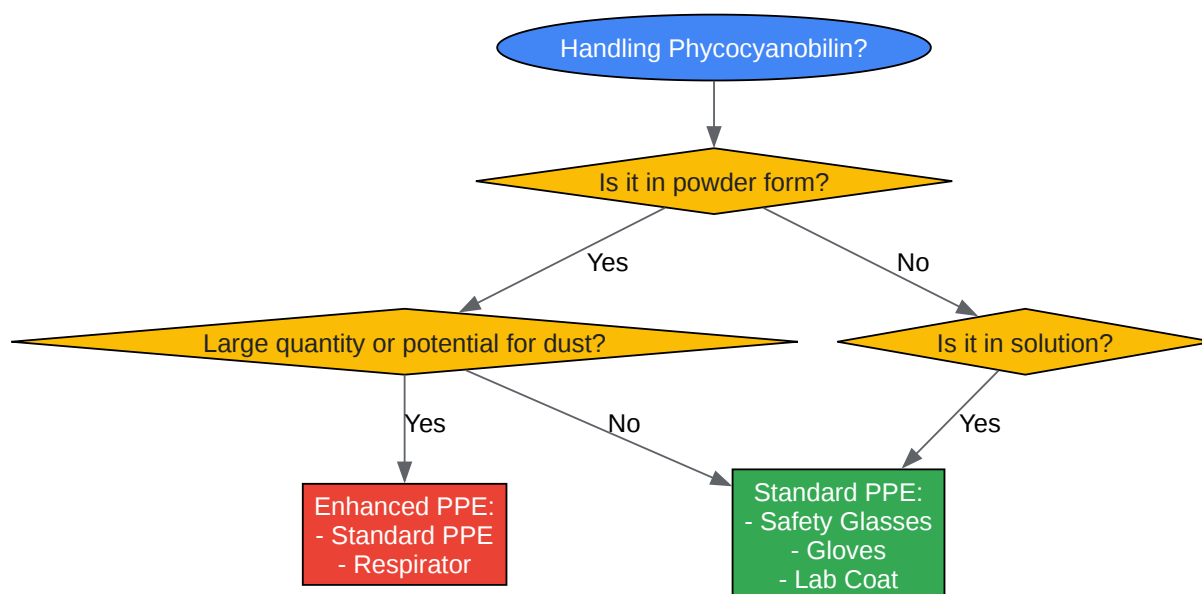 Handling Phycocyanobilin?
Is it in powder form?
Yes
No
Large quantity or potential for dust?
Is it in solution?
Yes
No
Yes
Enhanced PPE:
- Standard PPE
- Respirator
Standard PPE:
- Safety Glasses
- Gloves
- Lab Coat